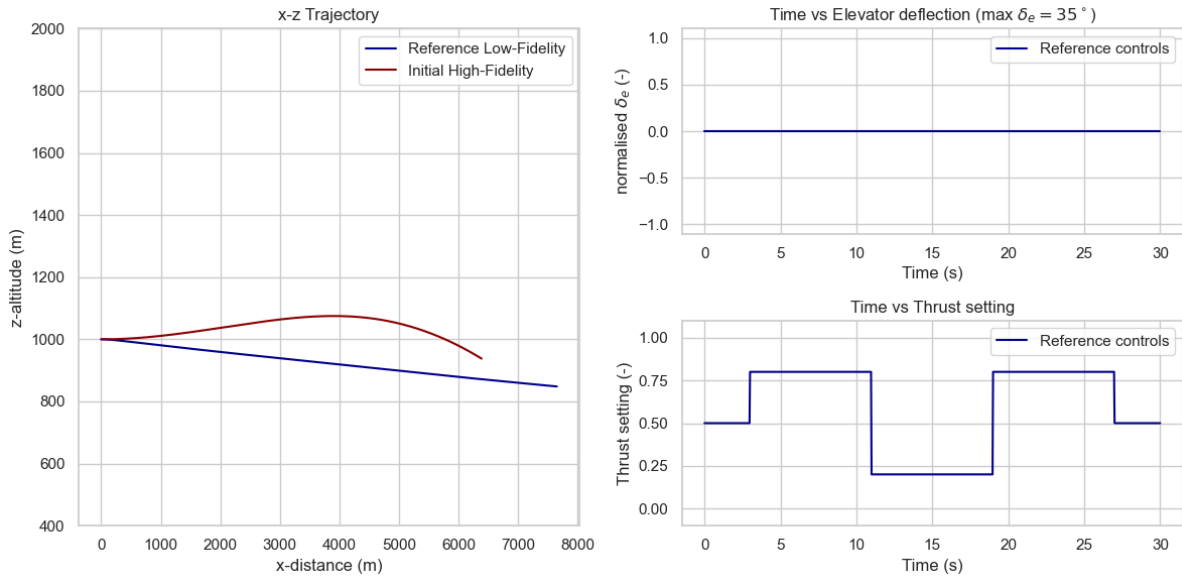 x-z Trajectory
2000
1800
1600
1400
1200
1000
800
600
400
z-altitude (m)
Reference Low-Fidelity
Initial High-Fidelity
0 1000 2000 3000 4000 5000 6000 7000 8000
x-distance (m)
Time vs Elevator deflection (max δₑ = 35°)
1.0
0.5
0.0
−0.5
−1.0
normalised δₑ (-)
Reference controls
0 5 10 15 20 25 30
Time (s)
Time vs Thrust setting
1.00
0.75
0.50
0.25
0.00
Thrust setting (-)
Reference controls
0 5 10 15 20 25 30
Time (s)